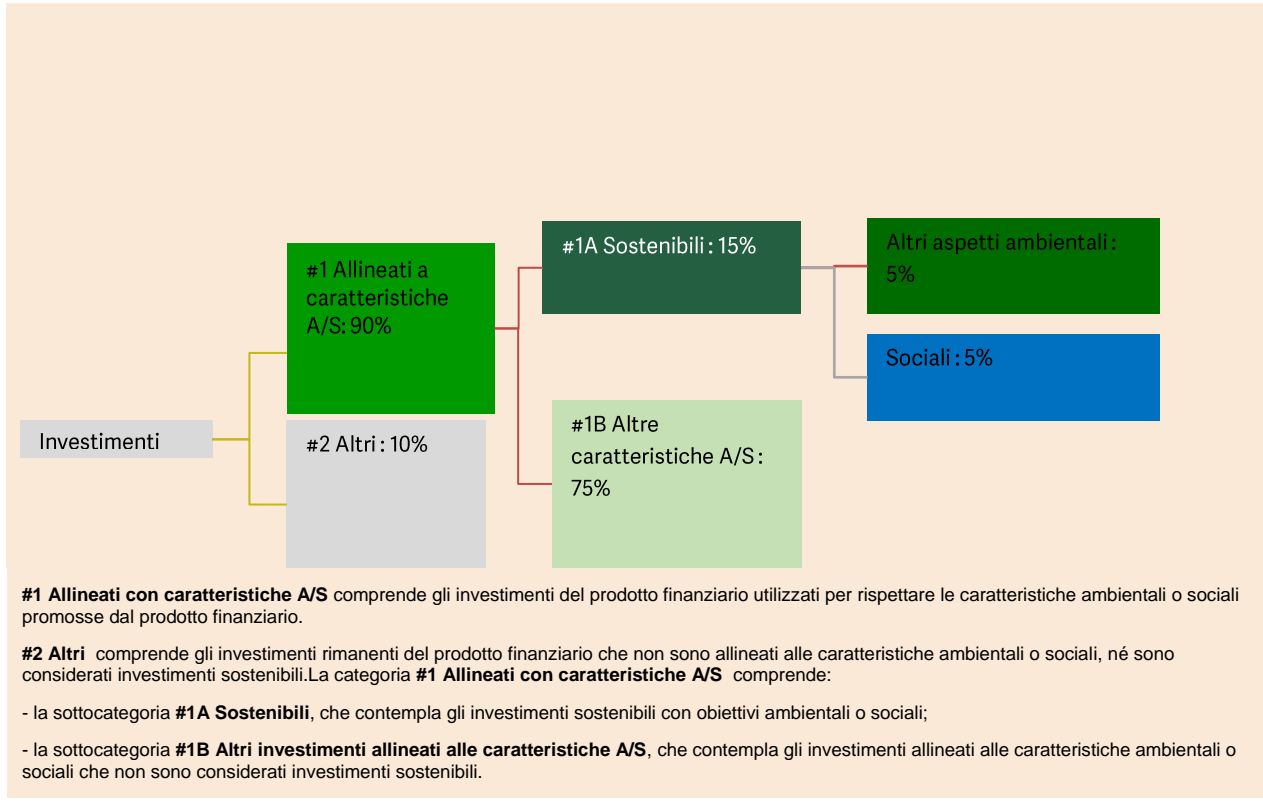 Investimenti
#1 Allineati a
caratteristiche
A/S: 90%
#2 Altri : 10%
#1A Sostenibili : 15%
#1B Altre
caratteristiche A/S :
75%
Altri aspetti ambientali :
5%
Sociali : 5%
#1 Allineati con caratteristiche A/S comprende gli investimenti del prodotto finanziario utilizzati per rispettare le caratteristiche ambientali o sociali
promosse dal prodotto finanziario.
#2 Altri comprende gli investimenti rimanenti del prodotto finanziario che non sono allineati alle caratteristiche ambientali o sociali, né sono
considerati investimenti sostenibili.La categoria #1 Allineati con caratteristiche A/S comprende:
- la sottocategoria #1A Sostenibili, che contempla gli investimenti sostenibili con obiettivi ambientali o sociali;
- la sottocategoria #1B Altri investimenti allineati alle caratteristiche A/S, che contempla gli investimenti allineati alle caratteristiche ambientali o
sociali che non sono considerati investimenti sostenibili.